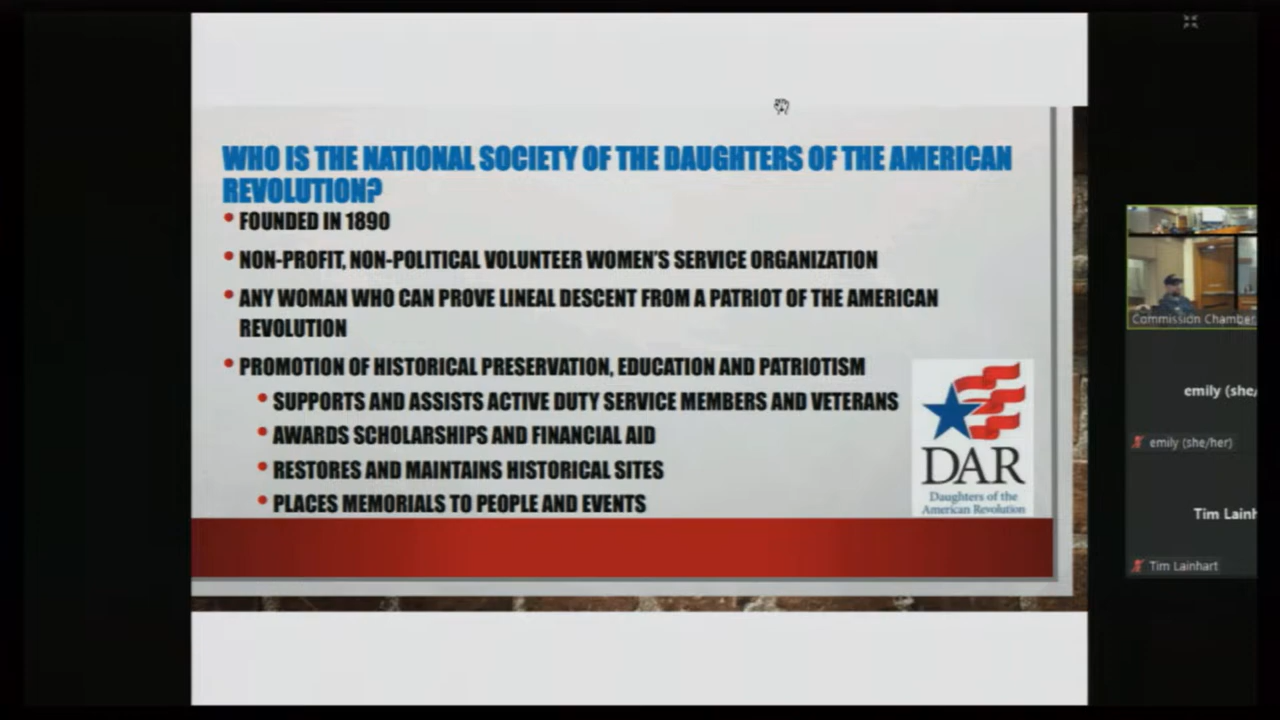 WHO IS THE NATIONAL SOCIETY OF THE DAUGHTERS OF THE AMERICAN
REVOLUTION?
• FOUNDED IN 1890
• NON-PROFIT, NON-POLITICAL VOLUNTEER WOMEN'S SERVICE ORGANIZATION
• ANY WOMAN WHO CAN PROVE LINEAL DESCENT FROM A PATRIOT OF THE AMERICAN
REVOLUTION
• PROMOTION OF HISTORICAL PRESERVATION, EDUCATION AND PATRIOTISM
• SUPPORTS AND ASSISTS ACTIVE DUTY SERVICE MEMBERS AND VETERANS
• AWARDS SCHOLARSHIPS AND FINANCIAL AID
• RESTORES AND MAINTAINS HISTORICAL SITES
• PLACES MEMORIALS TO PEOPLE AND EVENTS
DAR
Daughters of the
American Revolution
Commission Chamber
emily (she/
emily (she/her)
Tim Lainh
Tim Lainhart